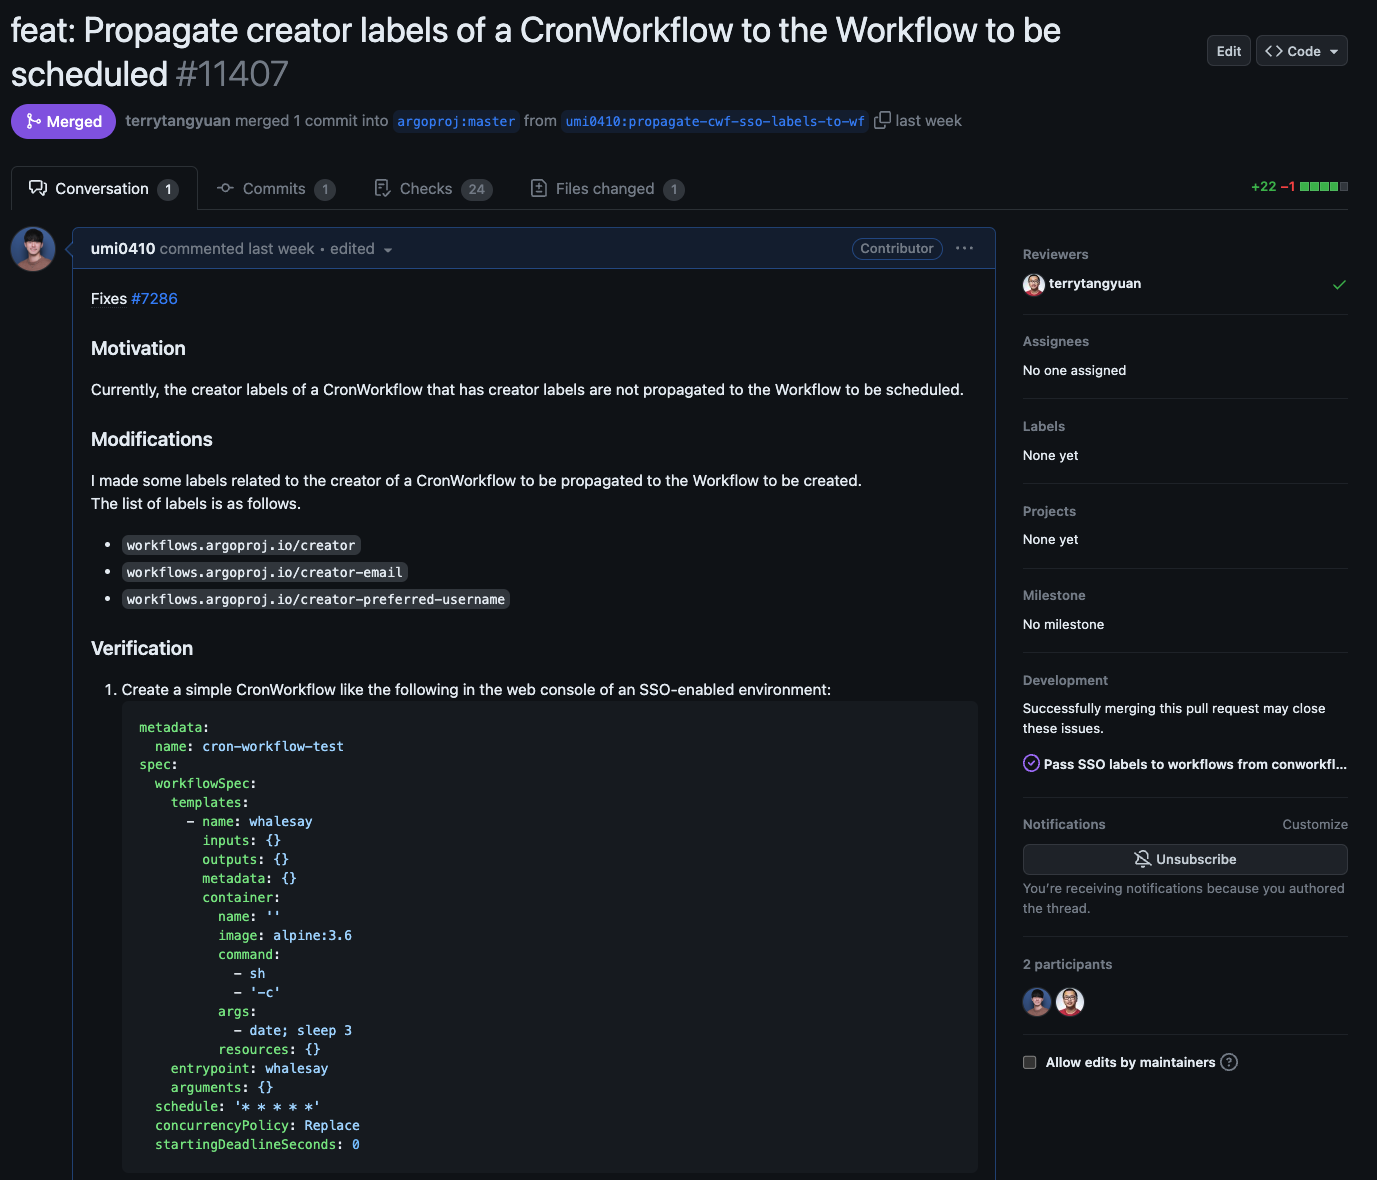 feat: Propagate creator labels of a CronWorkflow to the Workflow to be
scheduled #11407
Edit
<> Code
Merged
terrytangyuan merged 1 commit into argoproj:master from umi0410:propagate-cwf-sso-labels-to-wf last week
Conversation 1
Commits 1
Checks 24
Files changed 1
+22 −1
umi0410 commented last week • edited
Contributor
...
Fixes #7286
Motivation
Currently, the creator labels of a CronWorkflow that has creator labels are not propagated to the Workflow to be scheduled.
Modifications
I made some labels related to the creator of a CronWorkflow to be propagated to the Workflow to be created.
The list of labels is as follows.
• workflows.argoproj.io/creator
• workflows.argoproj.io/creator-email
• workflows.argoproj.io/creator-preferred-username
Verification
1. Create a simple CronWorkflow like the following in the web console of an SSO-enabled environment:
metadata:
  name: cron-workflow-test
spec:
  workflowSpec:
    templates:
      - name: whalesay
        inputs: {}
        outputs: {}
        metadata: {}
        container:
          name: ''
          image: alpine:3.6
          command:
            - sh
            - '-c'
          args:
            - date; sleep 3
          resources: {}
    entrypoint: whalesay
    arguments: {}
  schedule: '* * * * *'
  concurrencyPolicy: Replace
  startingDeadlineSeconds: 0
Reviewers
terrytangyuan
Assignees
No one assigned
Labels
None yet
Projects
None yet
Milestone
No milestone
Development
Successfully merging this pull request may close
these issues.
Pass SSO labels to workflows from conworkfl...
Notifications
Customize
Unsubscribe
You're receiving notifications because you authored
the thread.
2 participants
Allow edits by maintainers ?